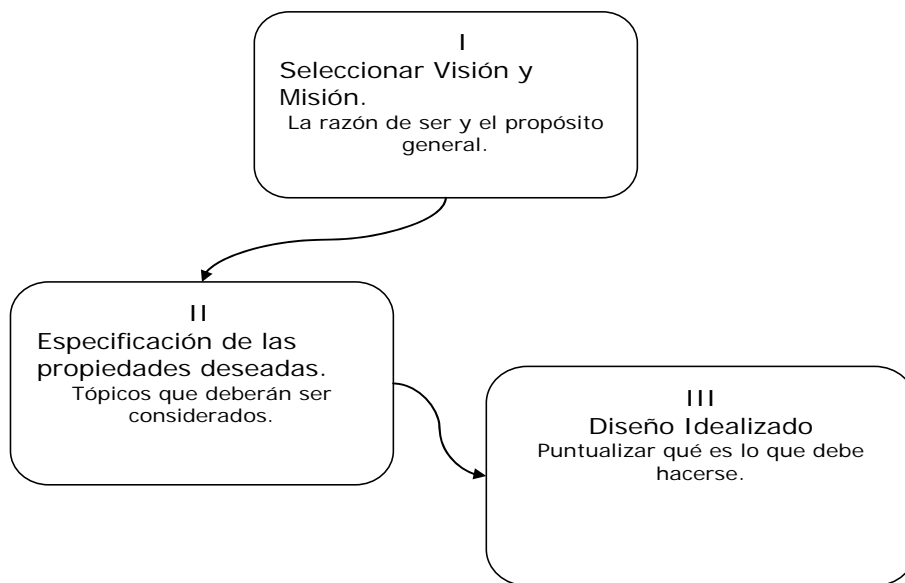 I
Seleccionar Visión y
Misión.
La razón de ser y el propósito
general.
II
Especificación de las
propiedades deseadas.
Tópicos que deberán ser
considerados.
III
Diseño Idealizado
Puntualizar qué es lo que debe
hacerse.